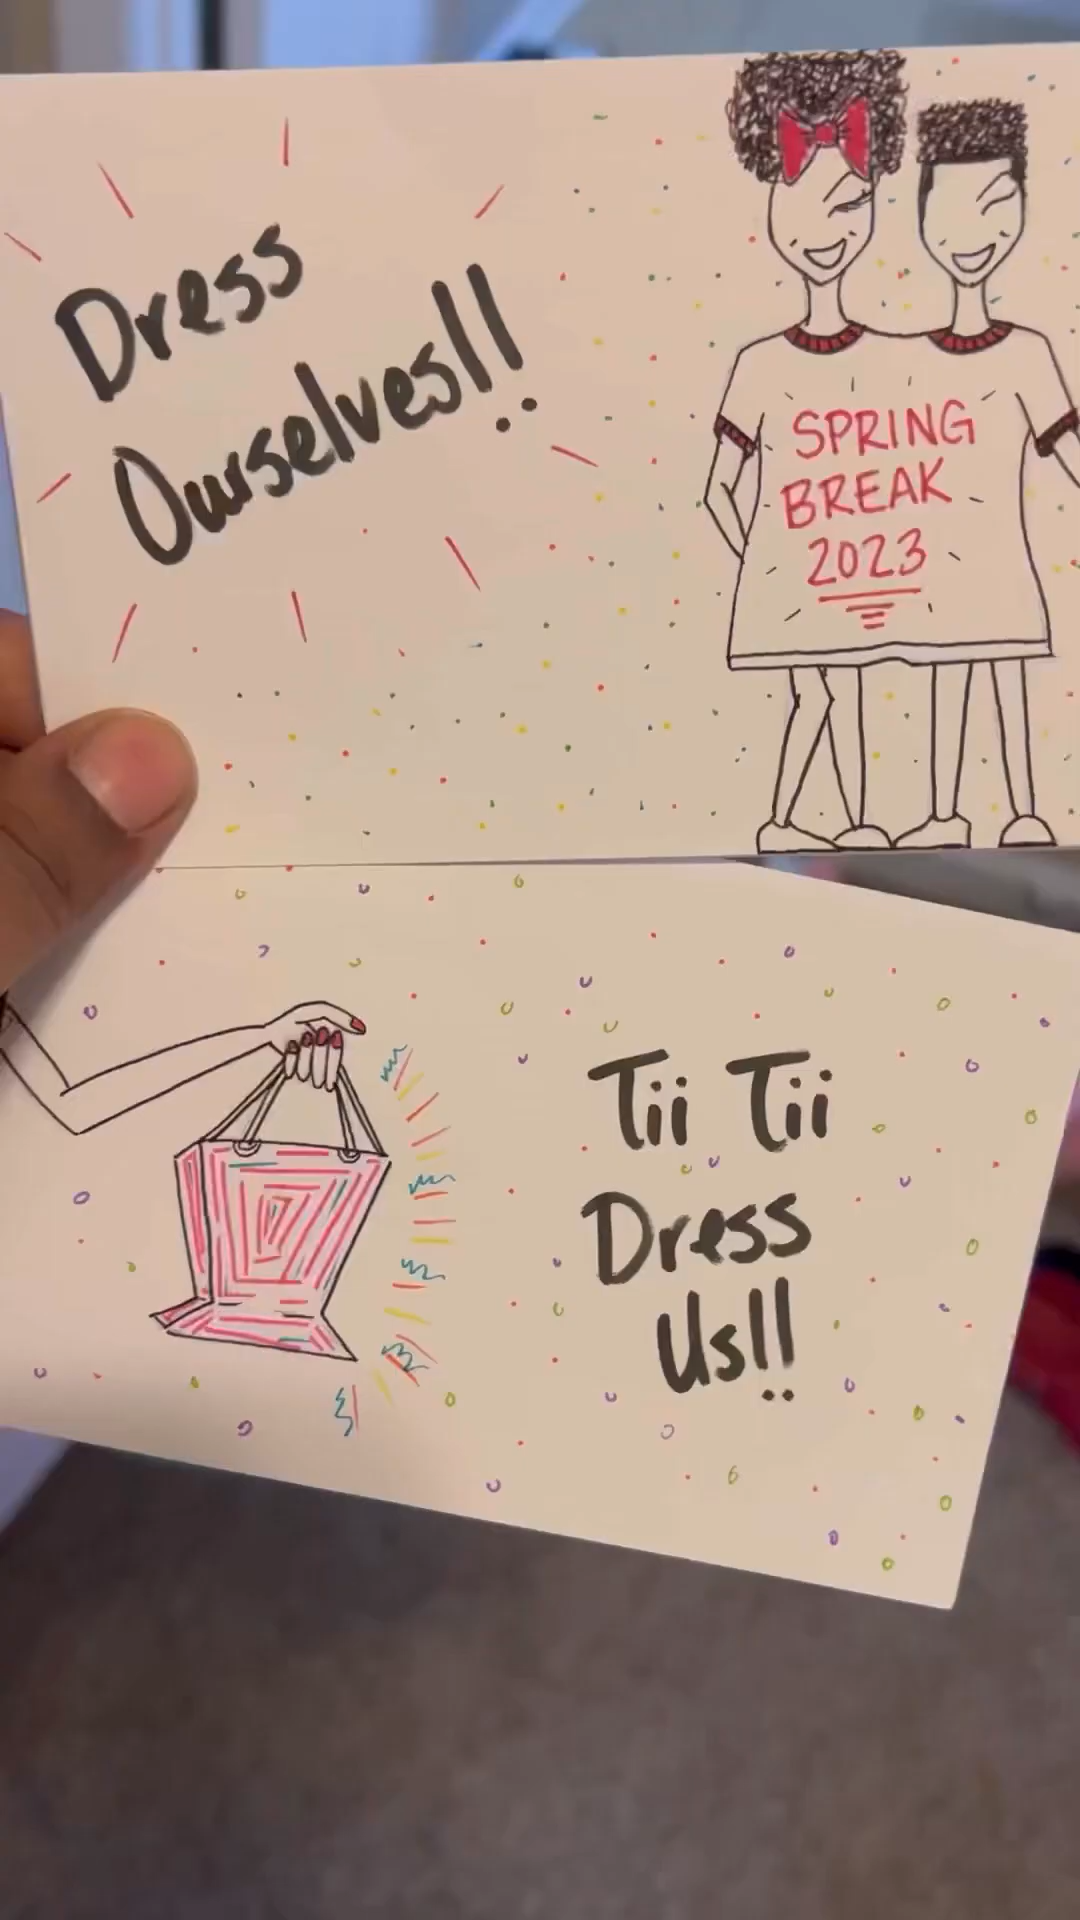 Dress
Ourselves!!
SPRING
BREAK
2023
Tii Tii
Dress
Us!!